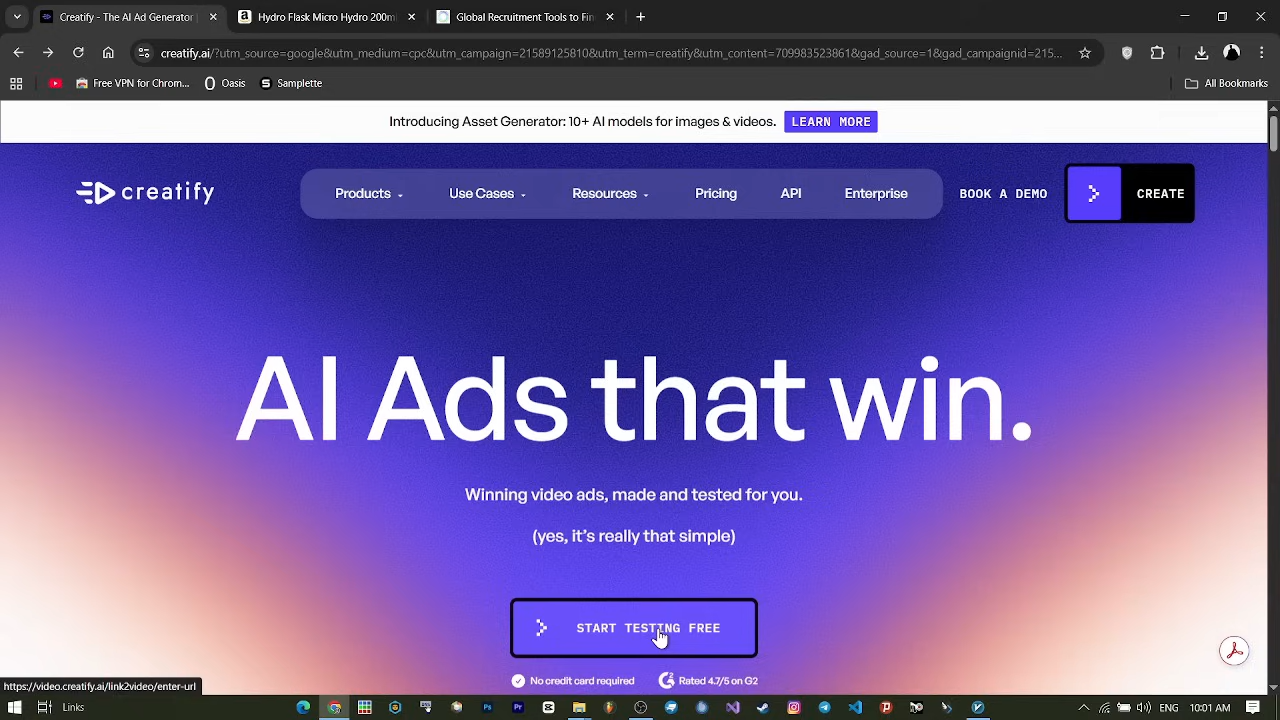 Creatify - The AI Ad Generator
Hydro Flask Micro Hydro 200m
Global Recruitment Tools to Fin
creatify.ai/?utm_source=google&utm_medium=cpc&utm_campaign=21589125810&utm_term=creatify&utm_content=709983523861&gad_source=1&gad_campaignid=215...
Free VPN for Chrom...
Oasis
Samplete
All Bookmarks
Introducing Asset Generator: 10+ AI models for images & videos.
LEARN MORE
creatify
Products
Use Cases
Resources
Pricing
API
Enterprise
BOOK A DEMO
CREATE
AI Ads that win.
Winning video ads, made and tested for you.
(yes, it's really that simple)
START TESTING FREE
No credit card required
Rated 4.7/5 on G2
https://video.creatify.ai/link2video/enter-url
Links
ENG
10:01 AM